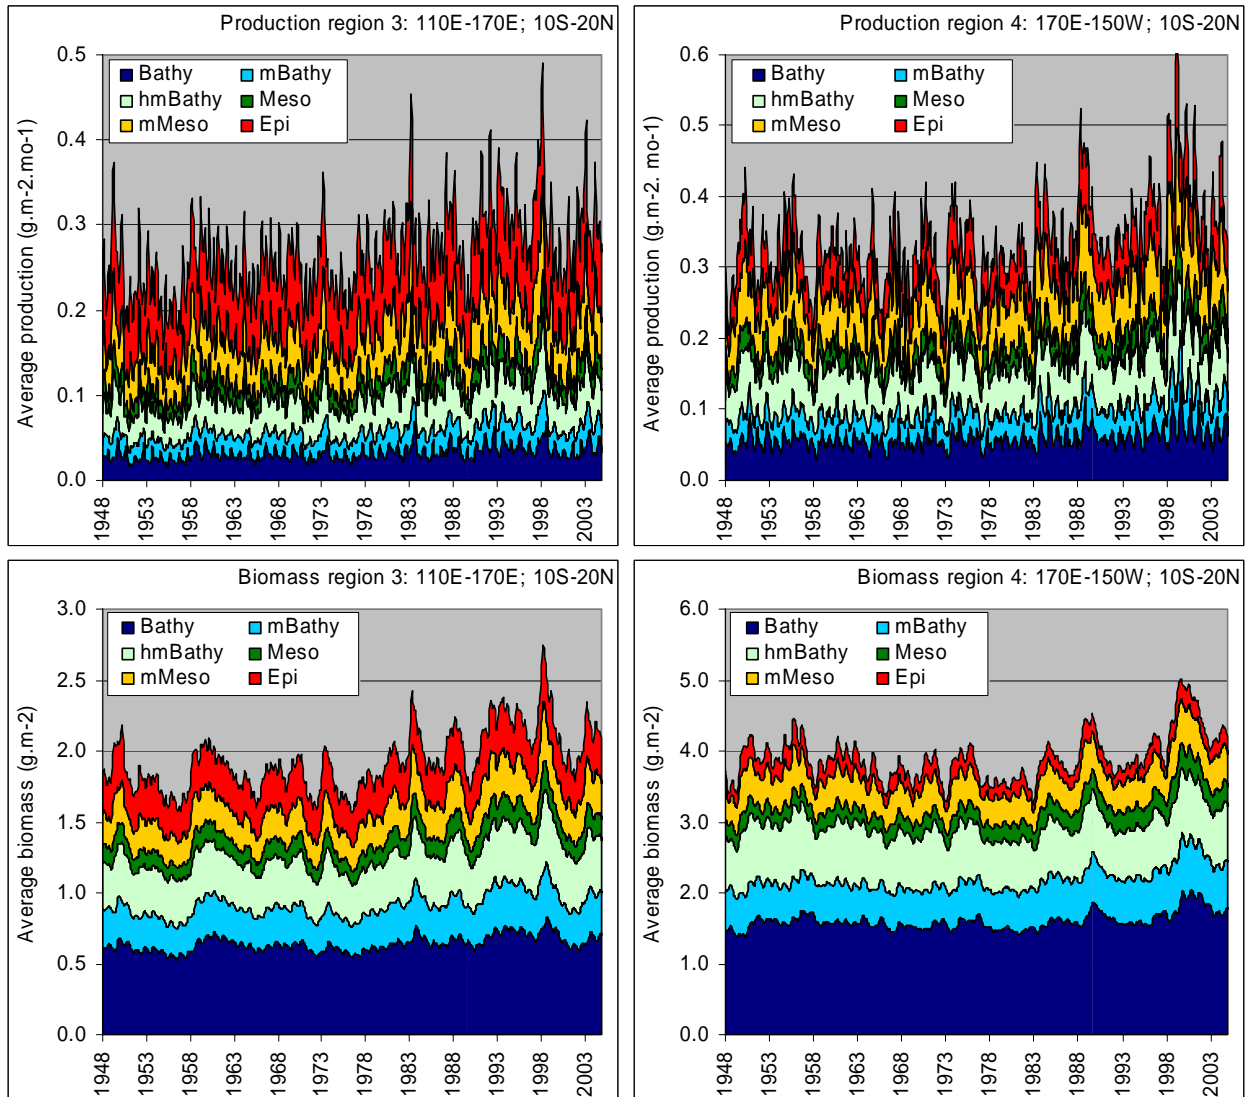 Production region 3: 110E-170E; 10S-20N
Average production (g.m-2.mo-1)
0.5
0.4
0.3
0.2
0.1
0.0
Bathy
mBathy
hmBathy
Meso
mMeso
Epi
1948
1953
1958
1963
1968
1973
1978
1983
1988
1993
1998
2003
Production region 4: 170E-150W; 10S-20N
Average production (g.m-2. mo-1)
0.6
0.5
0.4
0.3
0.2
0.1
0.0
Bathy
mBathy
hmBathy
Meso
mMeso
Epi
1948
1953
1958
1963
1968
1973
1978
1983
1988
1993
1998
2003
Biomass region 3: 110E-170E; 10S-20N
Average biomass (g.m-2)
3.0
2.5
2.0
1.5
1.0
0.5
0.0
Bathy
mBathy
hmBathy
Meso
mMeso
Epi
1948
1953
1958
1963
1968
1973
1978
1983
1988
1993
1998
2003
Biomass region 4: 170E-150W; 10S-20N
Average biomass (g.m-2)
6.0
5.0
4.0
3.0
2.0
1.0
0.0
Bathy
mBathy
hmBathy
Meso
mMeso
Epi
1948
1953
1958
1963
1968
1973
1978
1983
1988
1993
1998
2003